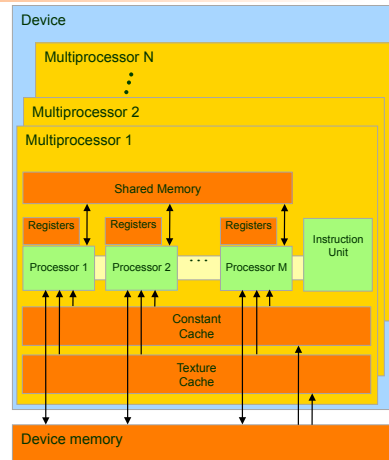 Device
Multiprocessor N
Multiprocessor 2
Multiprocessor 1
Shared Memory
Registers
Registers
Registers
Instruction
Unit
Processor 1
Processor 2
Processor M
Constant
Cache
Texture
Cache
Device memory